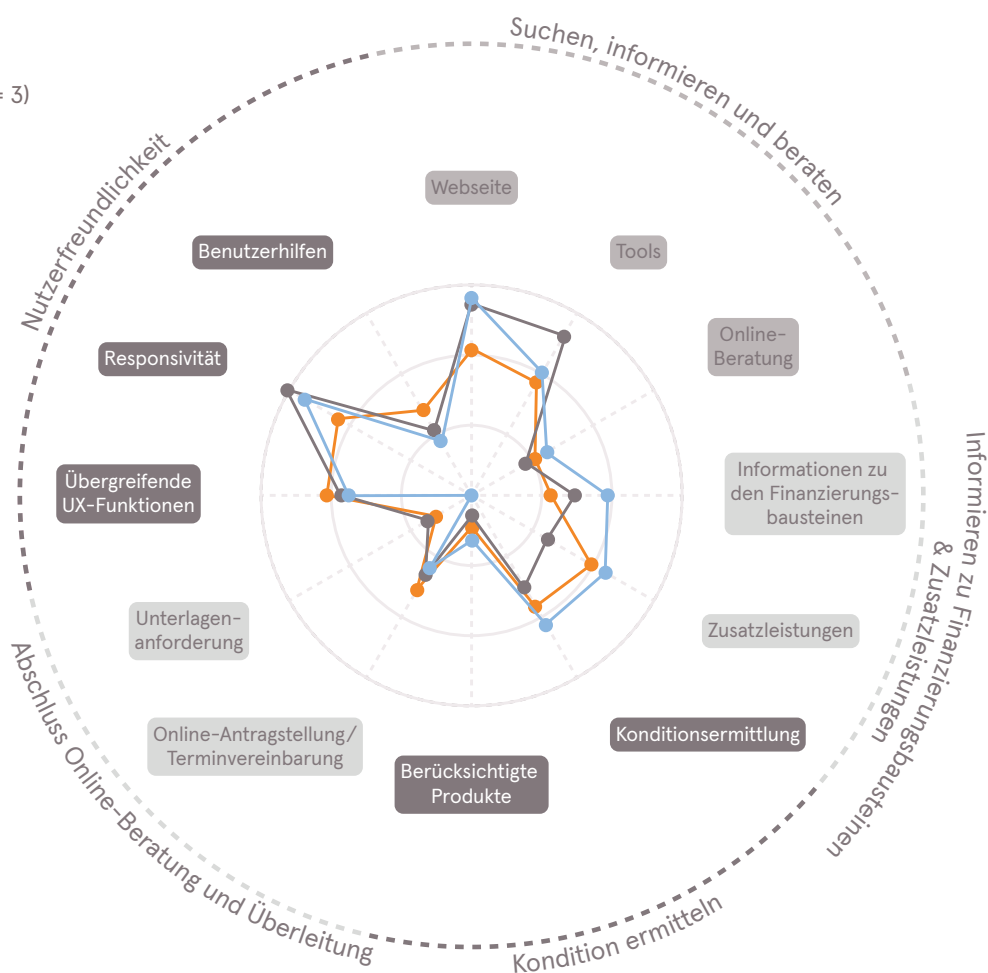 Suchen, informieren und beraten
= 3)
Nutzerfreundlichkeit
Webseite
Benutzerhilfen
Tools
Online-
Beratung
Responsivität
Informationen zu
den Finanzierungs-
bausteinen
Übergreifende
UX-Funktionen
Informieren zu Finanzierungsbausteinen
& Zusatzleistungen
Unterlagen-
anforderung
Zusatzleistungen
Online-Antragstellung/
Terminvereinbarung
Konditionsermittlung
Berücksichtigte
Produkte
Abschluss Online-Beratung und Überleitung
Kondition ermitteln